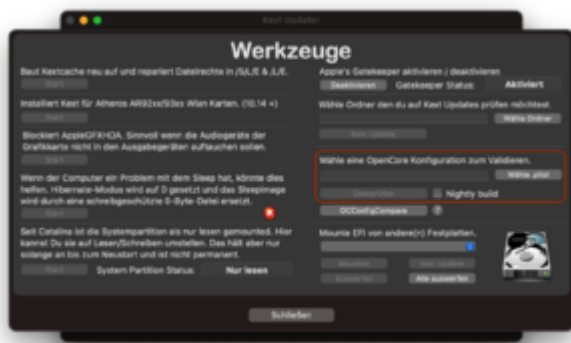 Kext Updater
Werkzeuge
Baut Kextcache neu auf und repariert Dateirechte in /S/L/E & /L/E.
Start
Installiert Kext für Atheros AR92xx/93xx Wlan Karten. (10.14 +)
Start
Blockiert AppleGFXHDA. Sinnvoll wenn die Audiogeräte der
Grafikkarte nicht in den Ausgabegeräten auftauchen sollen.
Start
Wenn der Computer ein Problem mit dem Sleep hat, könnte dies
helfen. Hibernate-Modus wird auf 0 gesetzt und das Sleepimage
wird durch eine schreibgeschützte 0-Byte-Datei ersetzt.
Start
Seit Catalina ist die Systempartition als nur lesen gemounted. Hier
kannst Du sie auf Lesen/Schreiben umstellen. Das hält aber nur
solange an bis zum Neustart und ist nicht permanent.
Start System Partition Status: Nur lesen
Apple's Gatekeeper aktivieren / deaktivieren
Deaktivieren Gatekeeper Status: Aktiviert
Wähle Ordner den du auf Kext Updates prüfen möchtest.
Wähle Ordner
Kext Update
Wähle eine OpenCore Konfiguration zum Validieren.
Wähle .plist
Überprüfen Nightly build
OCConfigCompare ?
Mounte EFI von andere(n) Festplatten.
Mounten Kext Update
Auswerfen Alle auswerfen
Schließen